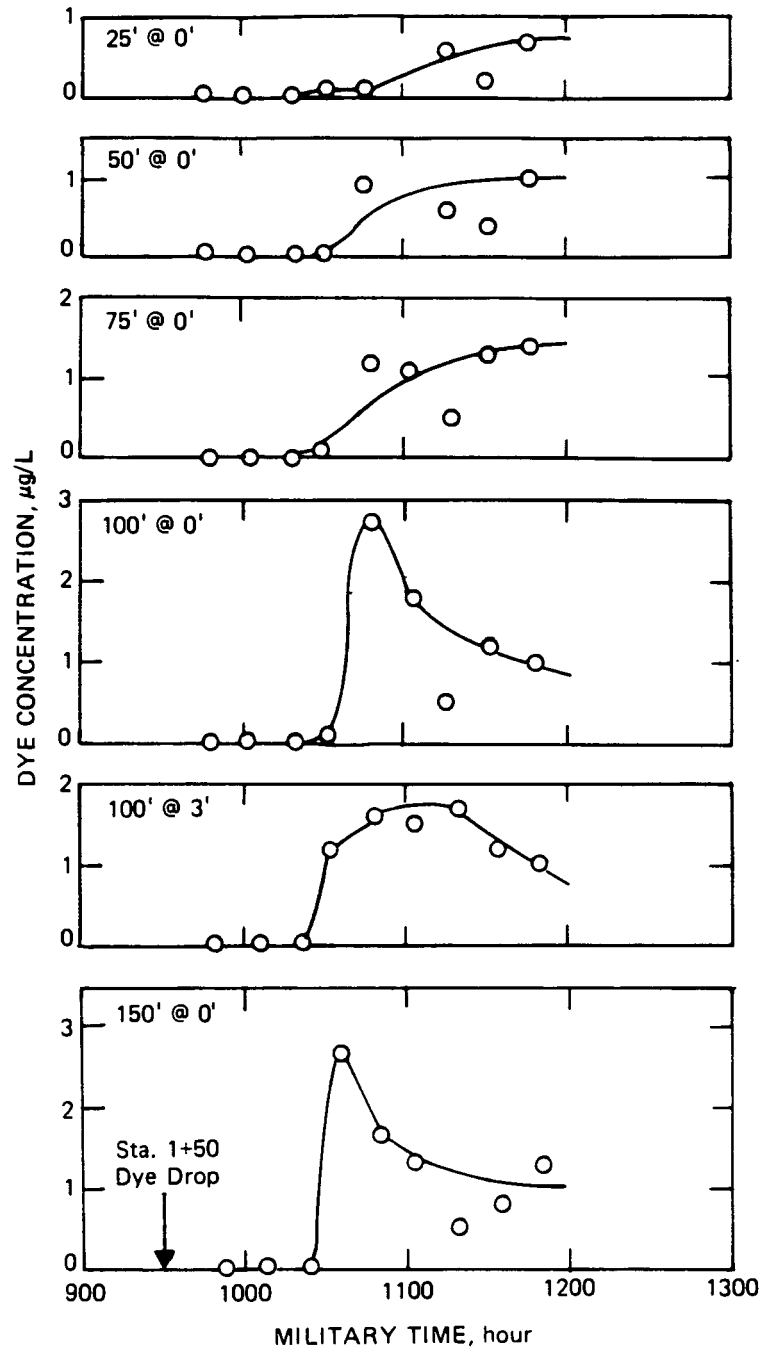 1
25' @ 0'
0
50' @ 0'
1
0
2
75' @ 0'
1
0
3
100' @ 0'
2
1
0
2
100' @ 3'
1
0
150' @ 0'
3
2
Sta. 1+50
Dye Drop
1
0
900 1000 1100 1200 1300
MILITARY TIME, hour
DYE CONCENTRATION, µg/L